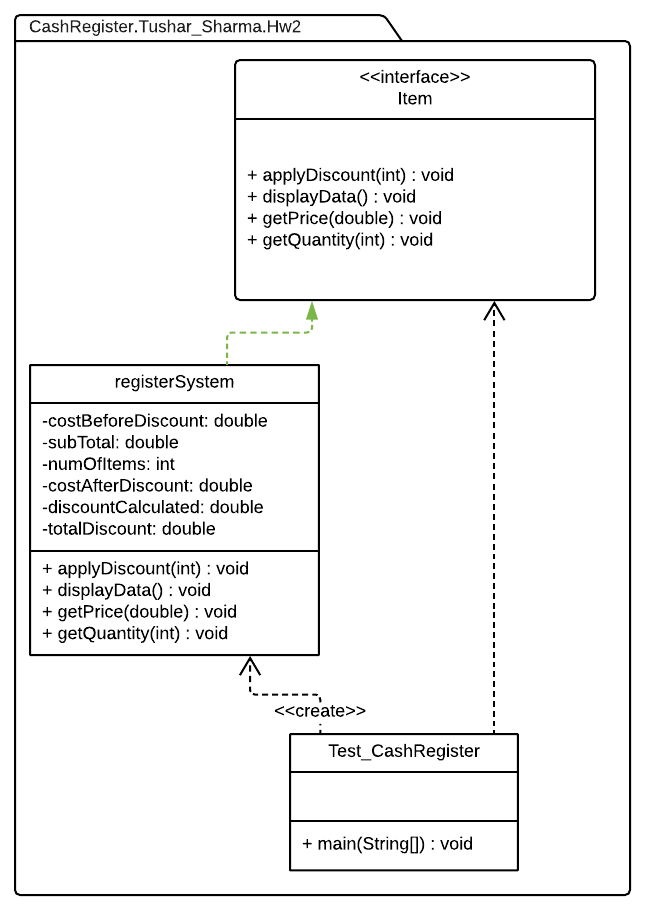 CashRegister.Tushar_Sharma.Hw2
<<interface>>
Item
+ applyDiscount(int) : void
+ displayData() : void
+ getPrice(double) : void
+ getQuantity(int) : void
registerSystem
-costBeforeDiscount: double
-subTotal: double
-numOfItems: int
-costAfterDiscount: double
-discountCalculated: double
-totalDiscount: double
+ applyDiscount(int) : void
+ displayData() : void
+ getPrice(double) : void
+ getQuantity(int) : void
<<create>>
Test_CashRegister
+ main(String[]) : void